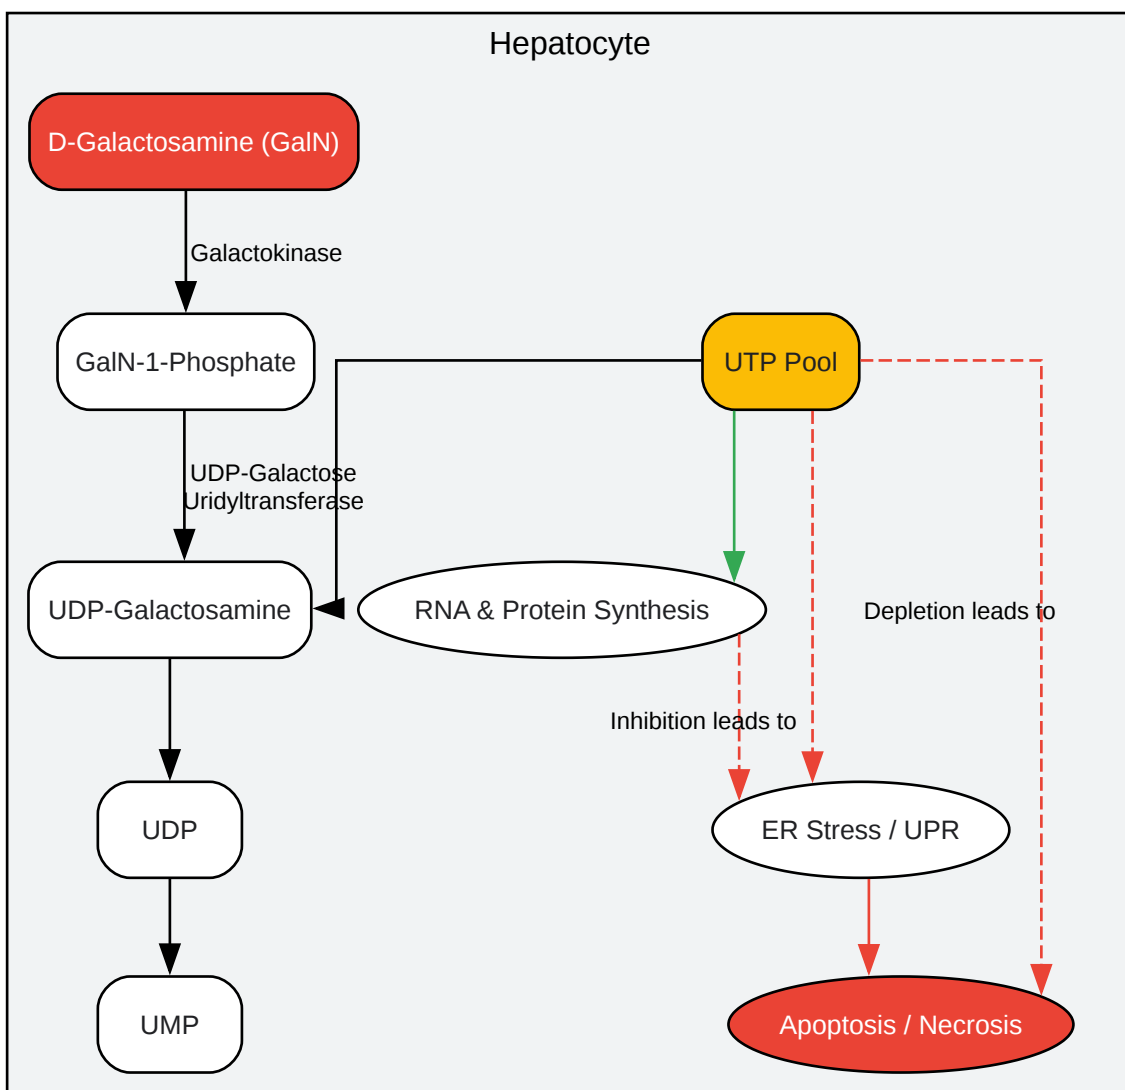 Hepatocyte
D-Galactosamine (GalN)
Galactokinase
GalN-1-Phosphate
UTP Pool
UDP-Galactose
Uridyltransferase
UDP-Galactosamine
RNA & Protein Synthesis
Depletion leads to
Inhibition leads to
UDP
ER Stress / UPR
UMP
Apoptosis / Necrosis